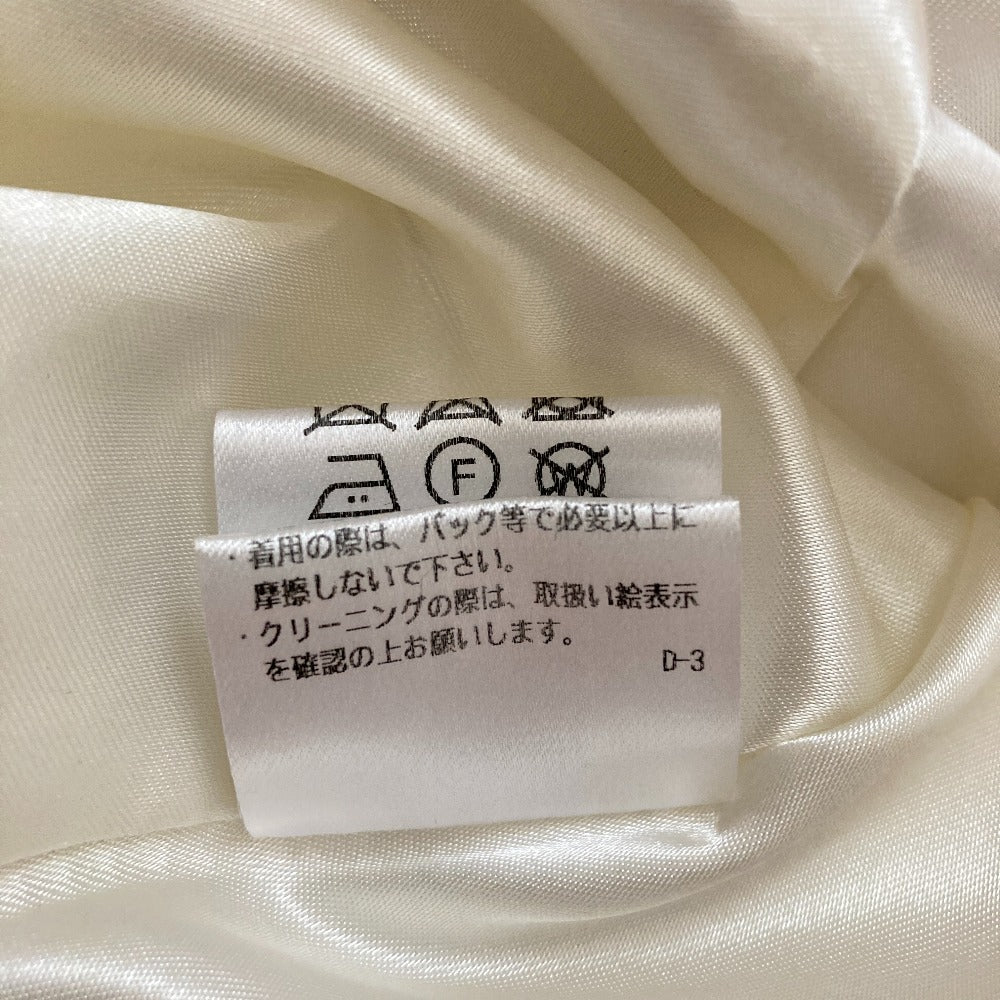 F
W
・着用の際は、バック等で必要以上に
摩擦しないで下さい。
・クリーニングの際は、取扱い絵表示
を確認の上お願いします。
D-3